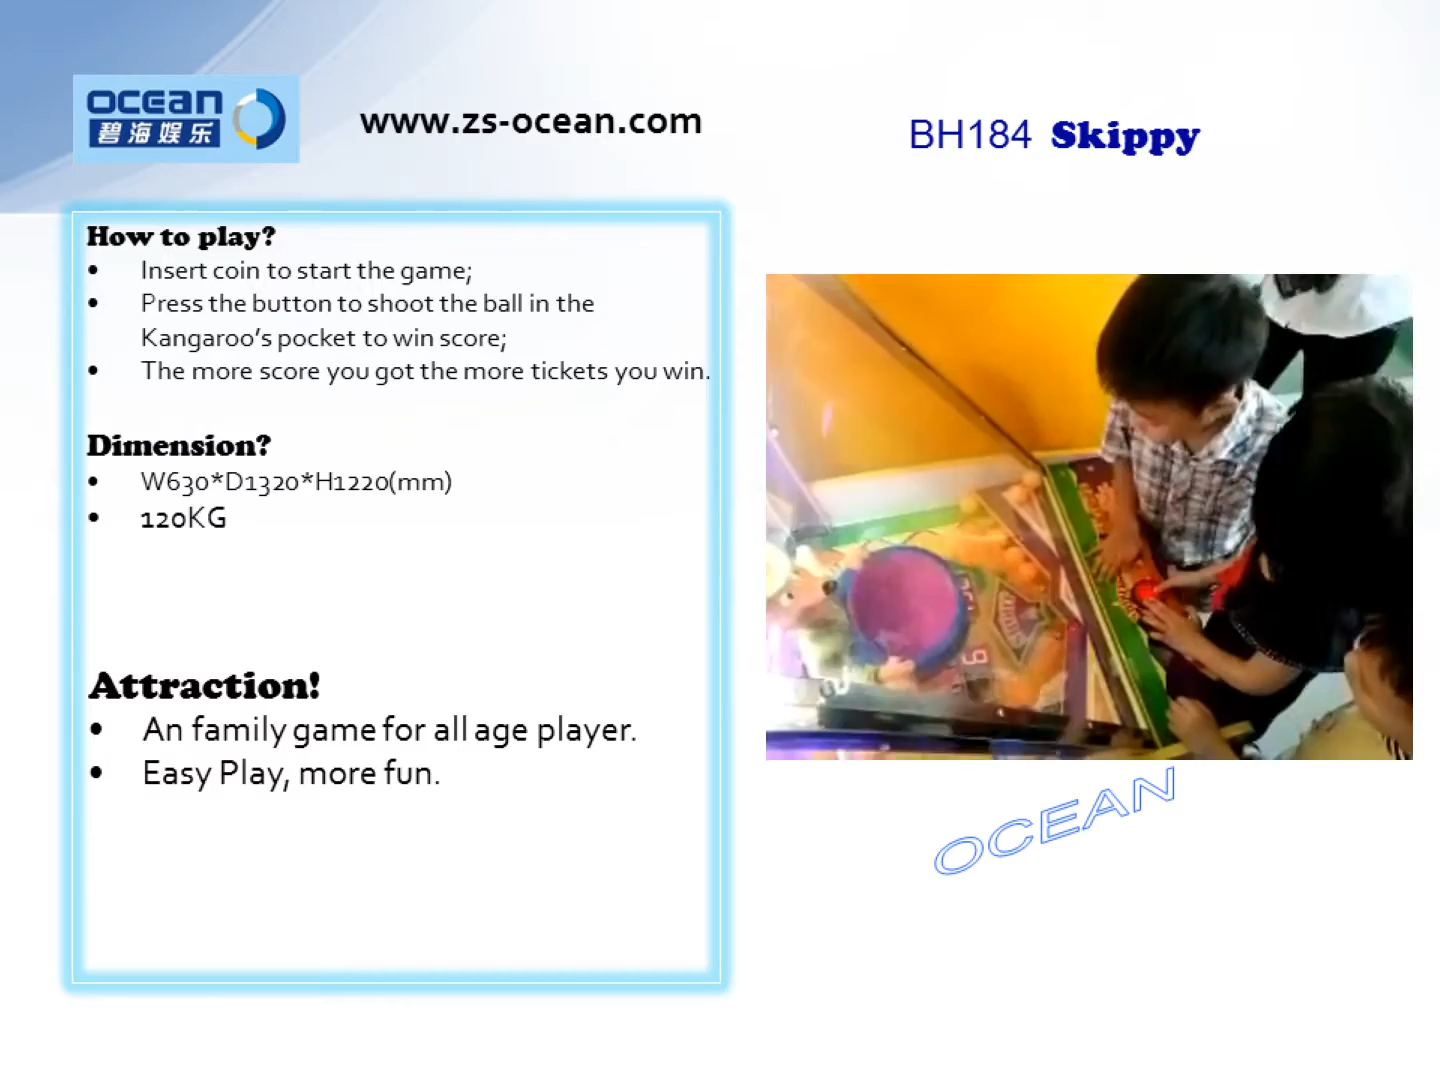 ocean
碧海娱乐
www.zs-ocean.com
BH184 Skippy
How to play?
• Insert coin to start the game;
• Press the button to shoot the ball in the
Kangaroo's pocket to win score;
• The more score you got the more tickets you win.
Dimension?
• W630*D1320*H1220(mm)
• 120KG
Attraction!
• An family game for all age player.
• Easy Play, more fun.
OCEAN